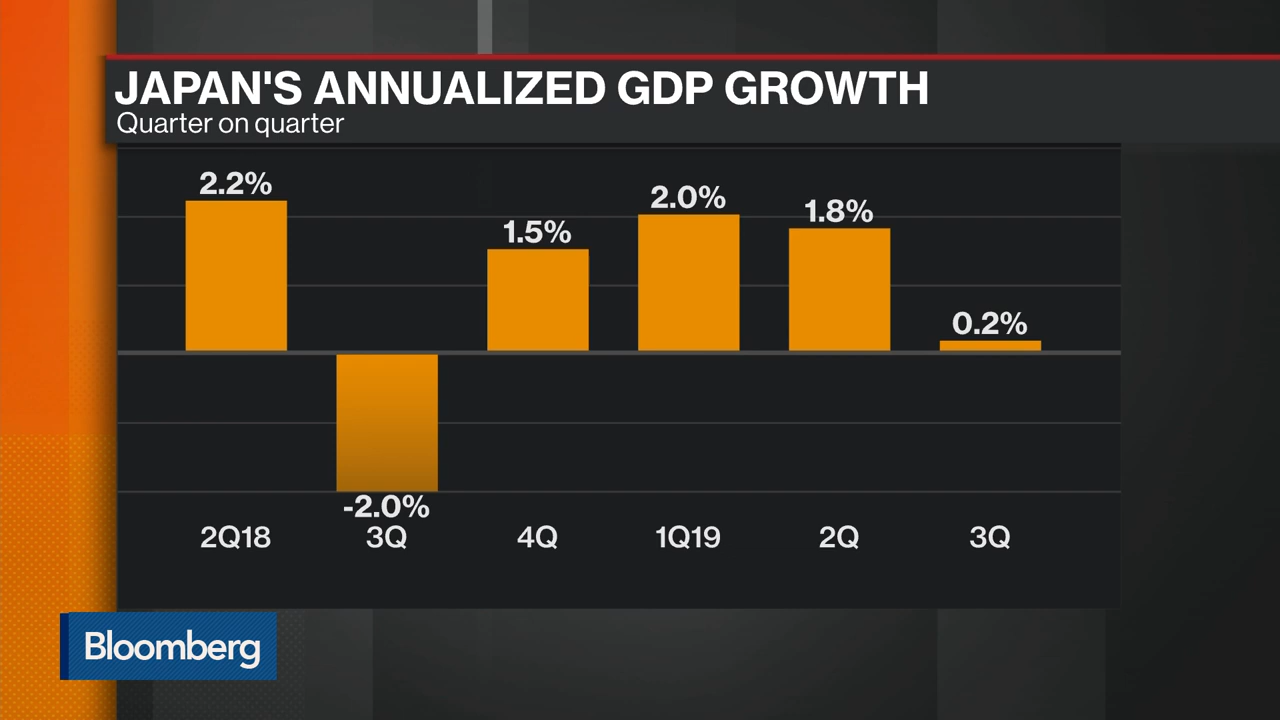 JAPAN'S ANNUALIZED GDP GROWTH
Quarter on quarter
2.2%
-2.0%
1.5%
2.0%
1.8%
0.2%
2Q18 3Q 4Q 1Q19 2Q 3Q
Bloomberg